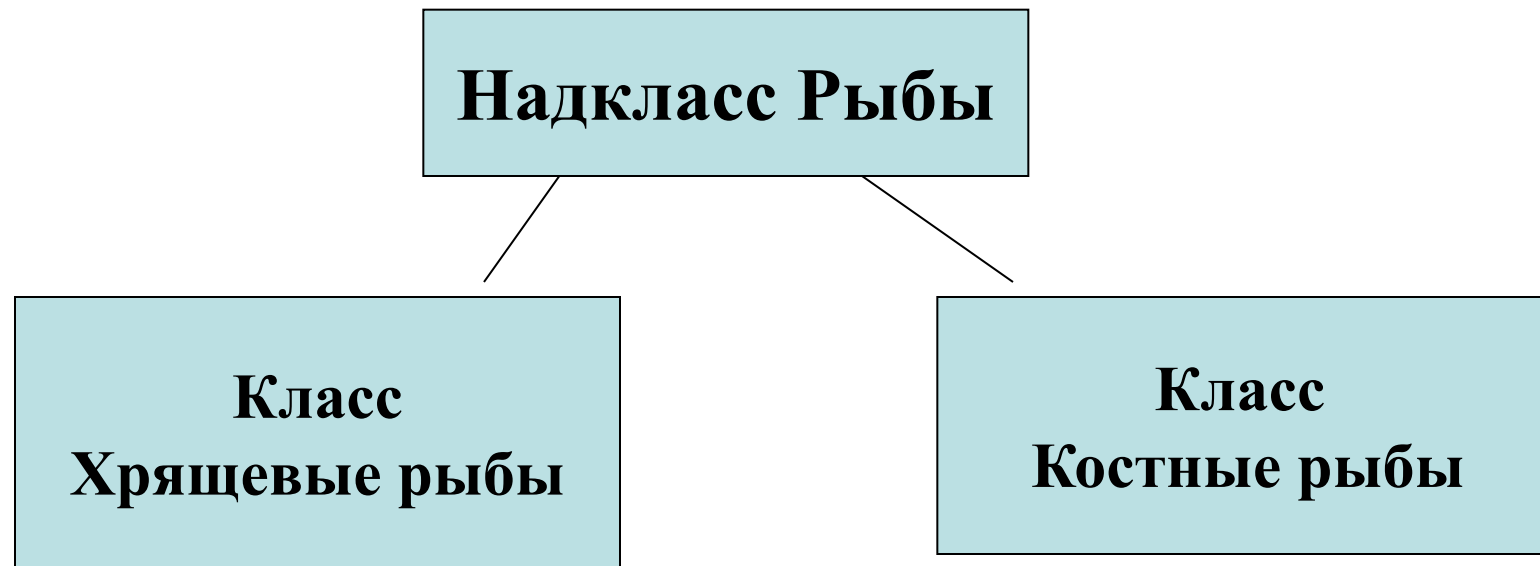 Надкласс Рыбы
Класс
Хрящевые рыбы
Класс
Костные рыбы